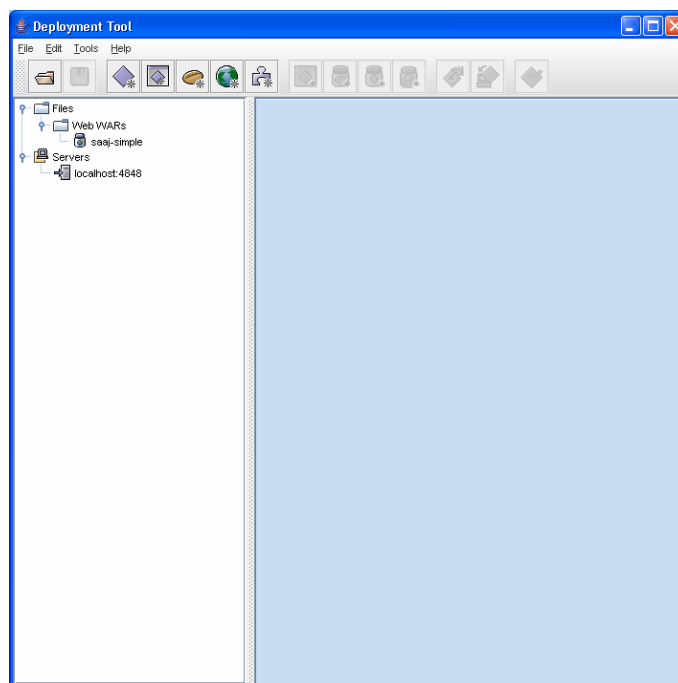 Deployment Tool
File Edit Tools Help
Files
Web WARs
saaj-simple
Servers
localhost:4848